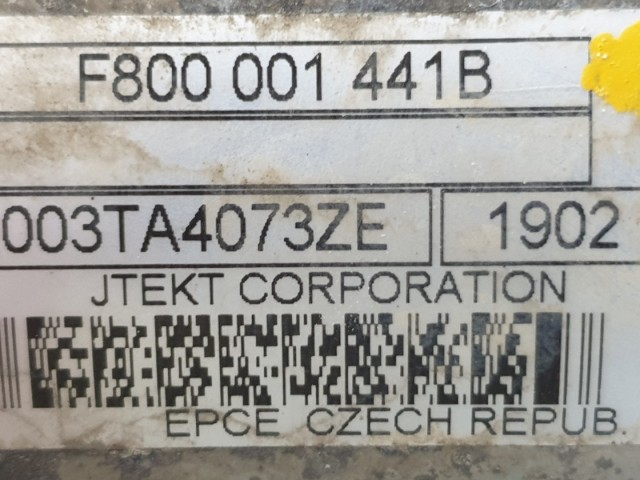 F800 001 441B
003TA4073ZE 1902
JTEKT CORPORATION
EPCE CZECH REPUB.